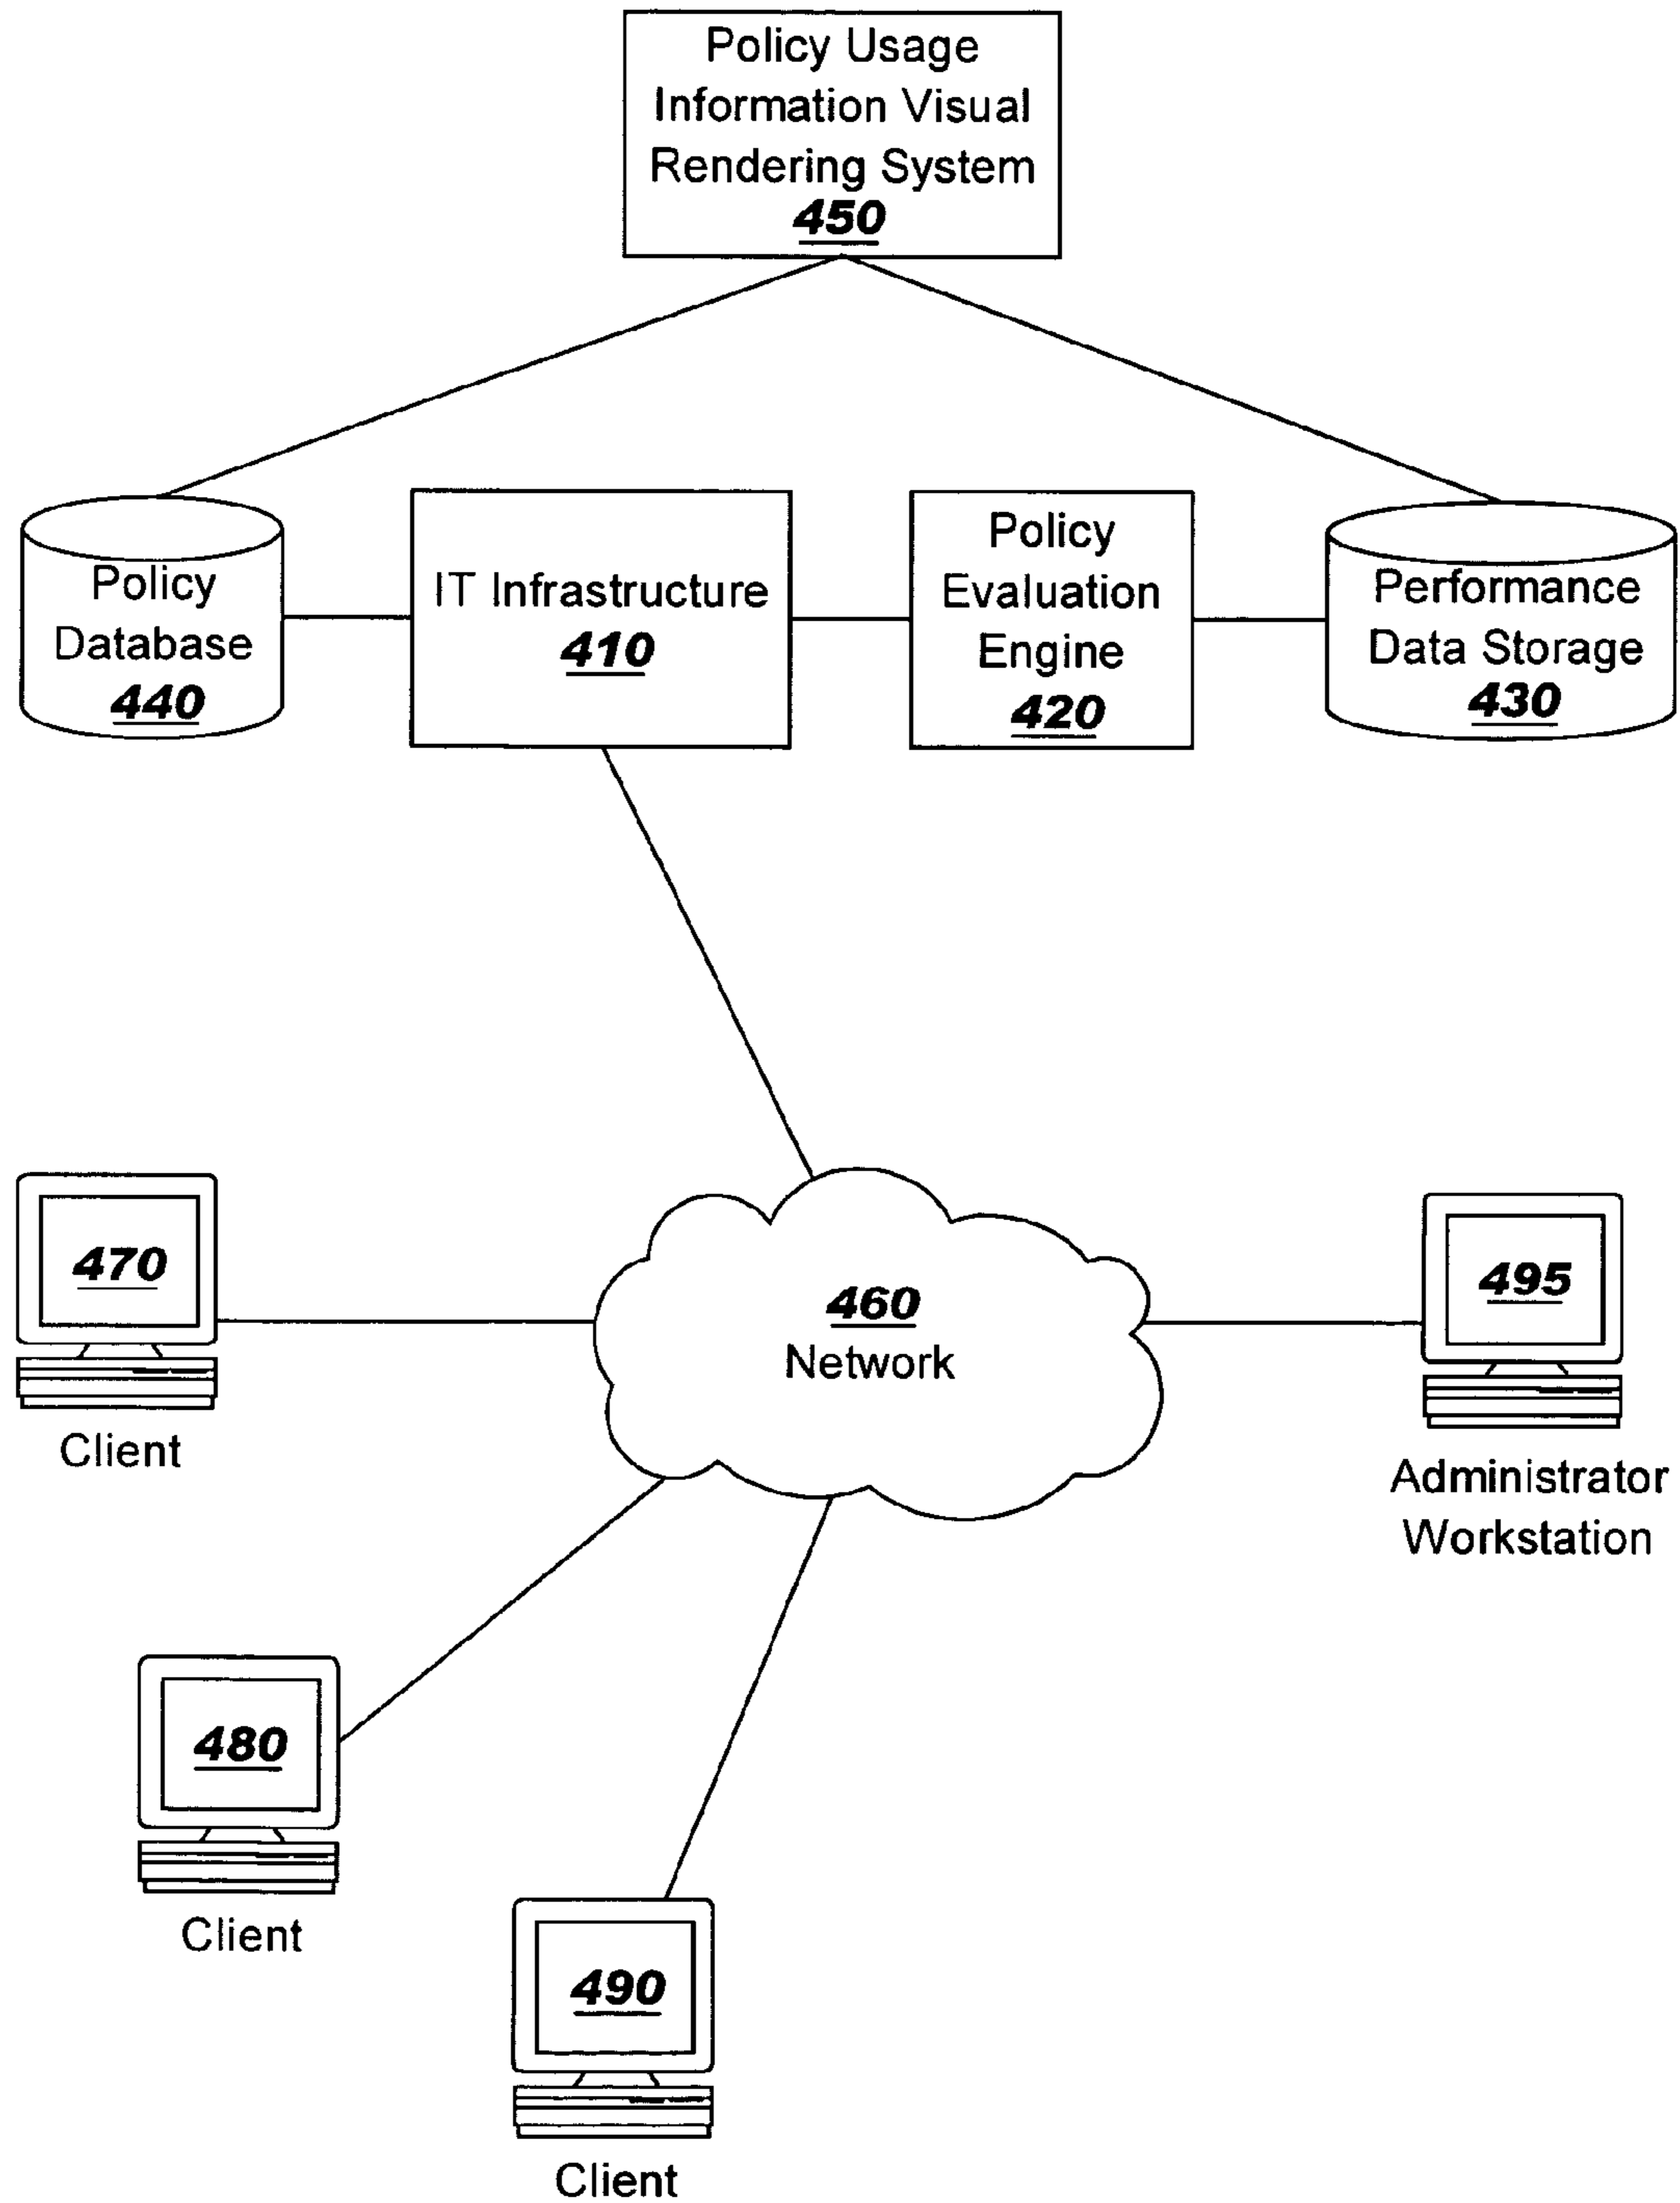 Policy Usage
Information Visual
Rendering System
450
Policy
Database
440
IT Infrastructure
410
Policy
Evaluation
Engine
420
Performance
Data Storage
430
470
Client
460
Network
495
Administrator
Workstation
480
Client
490
Client